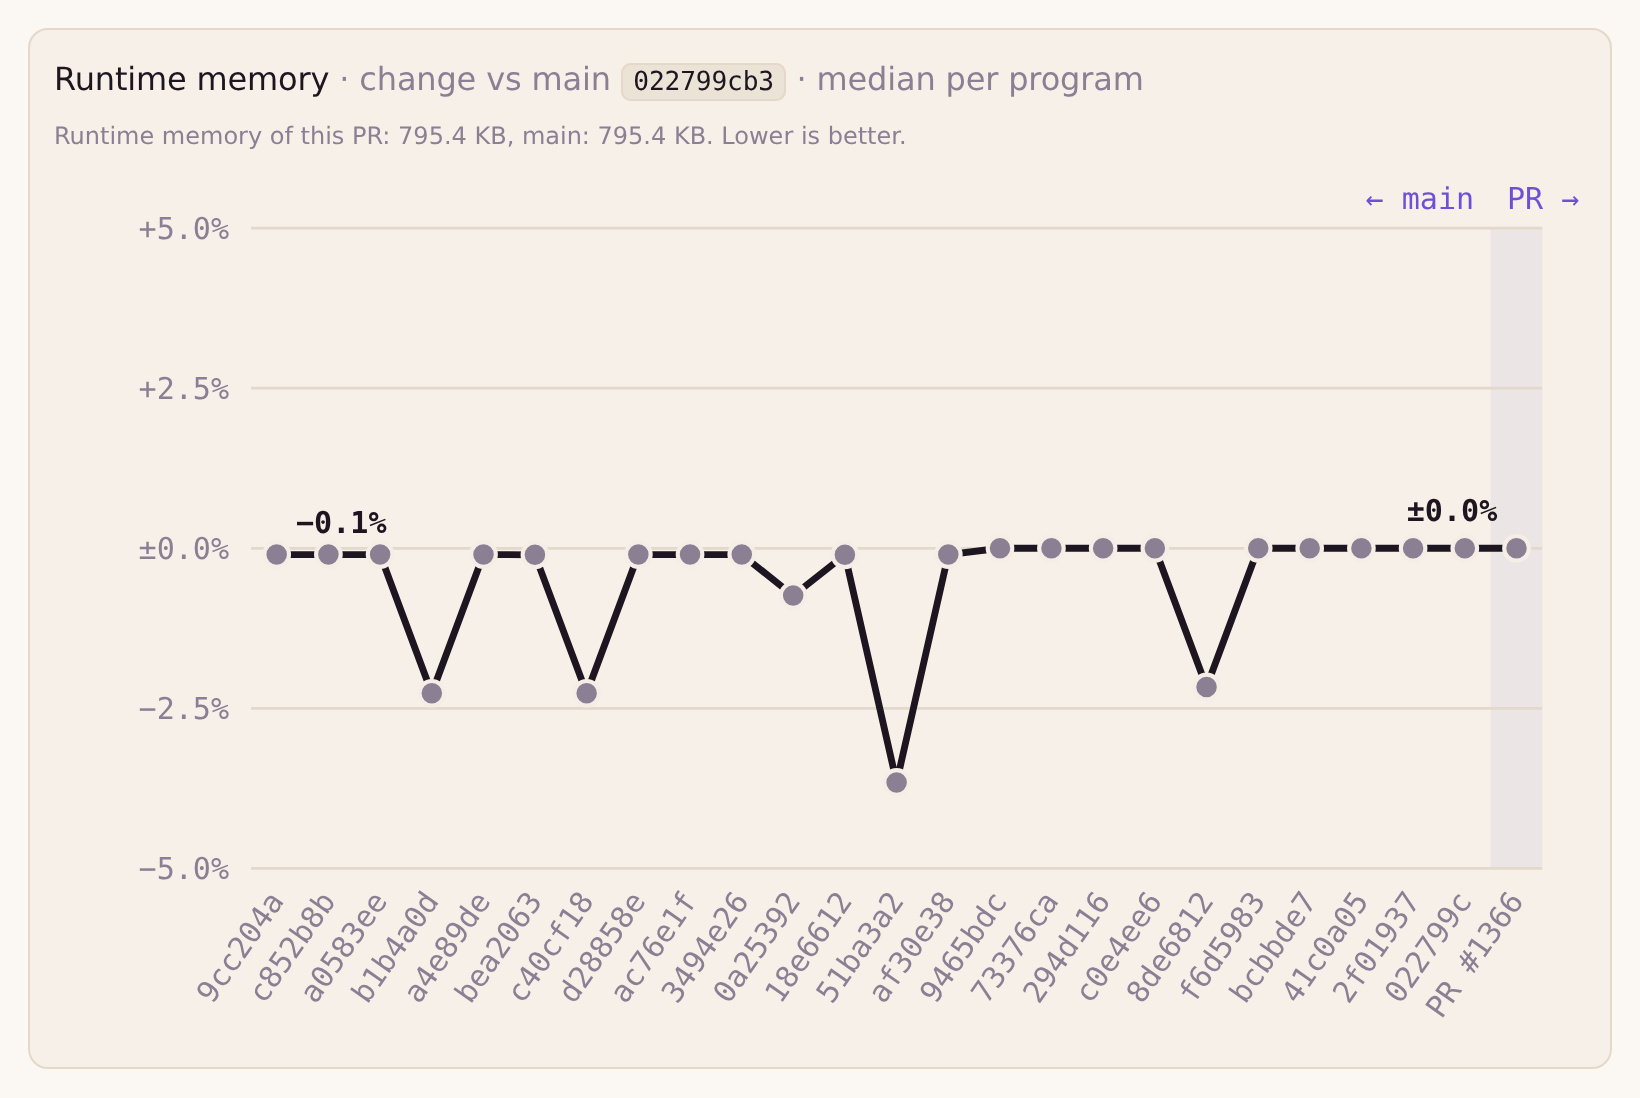 Runtime memory · change vs main 022799cb3 · median per program
Runtime memory of this PR: 795.4 KB, main: 795.4 KB. Lower is better.
← main PR →
+5.0%
+2.5%
±0.0%
−2.5%
−5.0%
−0.1%
±0.0%
9cc204a
c852b8b
a0583ee
b1b4a0d
a4e89de
bea2063
c40cf18
d28858e
ac76e1f
3494e26
0a25392
18e6612
51ba3a2
af30e38
9465bdc
73376ca
294d116
c0e4ee6
8de6812
f6d5983
bcbbde7
41c0a05
2f01937
022799c
PR #1366